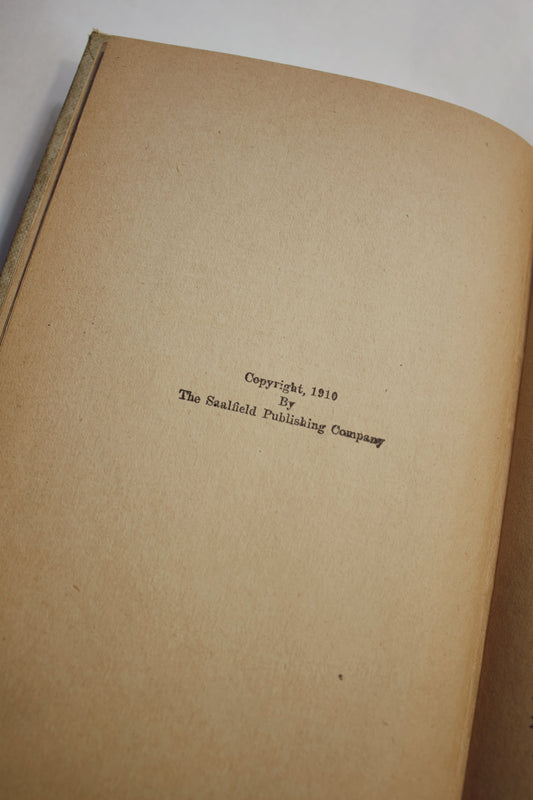 Copyright, 1910
By
The Saalfield Publishing Company